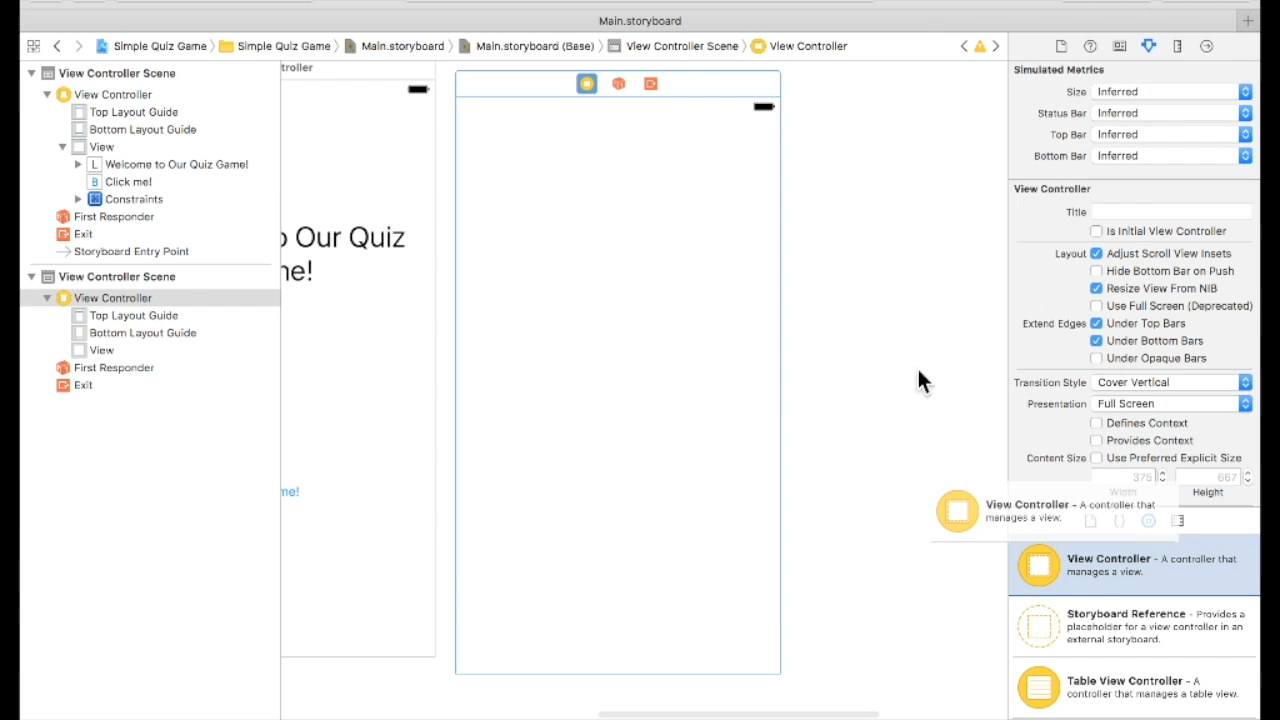 Main.storyboard
Simple Quiz Game
Simple Quiz Game
Main.storyboard
Main.storyboard (Base)
View Controller Scene
View Controller
View Controller Scene
View Controller
Top Layout Guide
Bottom Layout Guide
View
L Welcome to Our Quiz Game!
B Click me!
Constraints
First Responder
Exit
Storyboard Entry Point
View Controller Scene
View Controller
Top Layout Guide
Bottom Layout Guide
View
First Responder
Exit
troller
o Our Quiz
ne!
me!
Simulated Metrics
Size Inferred
Status Bar Inferred
Top Bar Inferred
Bottom Bar Inferred
View Controller
Title
Is Initial View Controller
Layout Adjust Scroll View Insets
Hide Bottom Bar on Push
Resize View From NIB
Use Full Screen (Deprecated)
Extend Edges Under Top Bars
Under Bottom Bars
Under Opaque Bars
Transition Style Cover Vertical
Presentation Full Screen
Defines Context
Provides Context
Content Size Use Preferred Explicit Size
375 667
Width Height
View Controller - A controller that
manages a view.
View Controller - A controller that
manages a view.
Storyboard Reference - Provides a
placeholder for a view controller in an
external storyboard.
Table View Controller - A
controller that manages a table view.